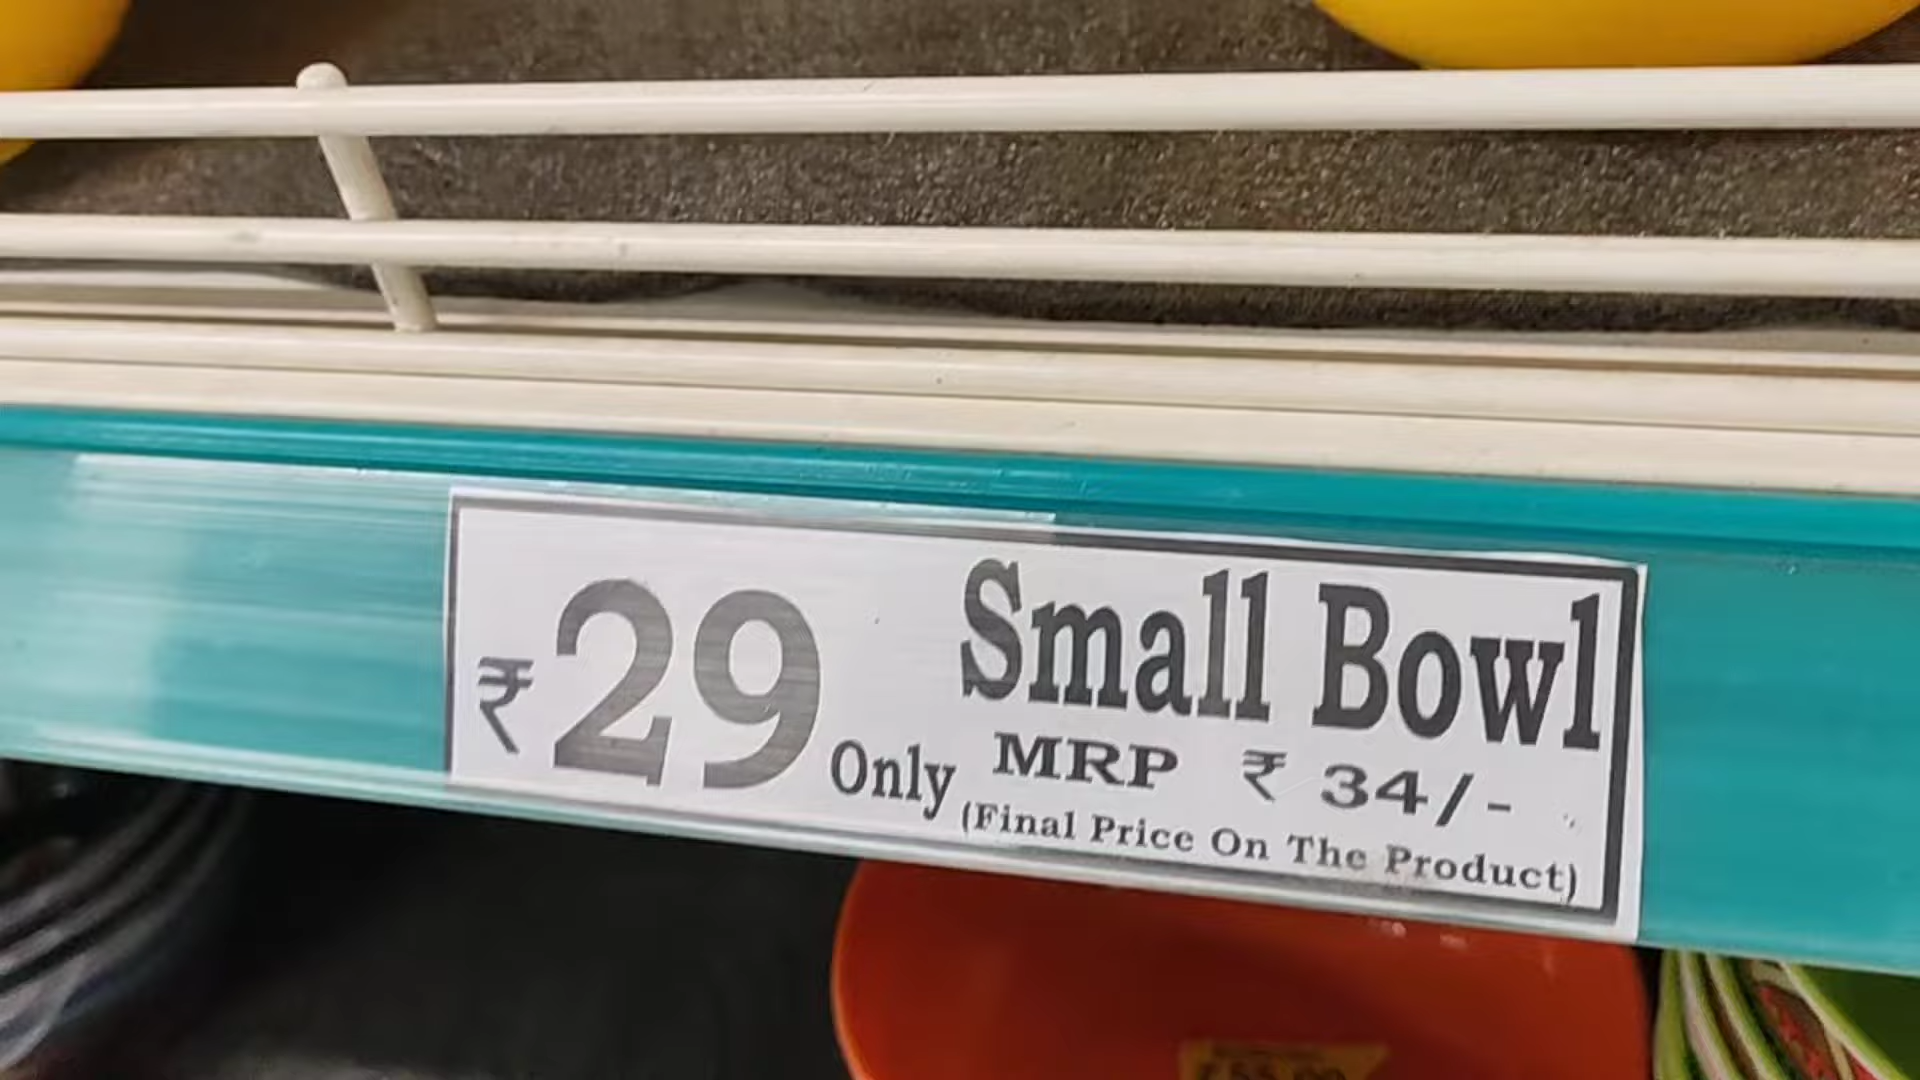 ₹ 29 Only
Small Bowl
MRP ₹ 34/-
(Final Price On The Product)